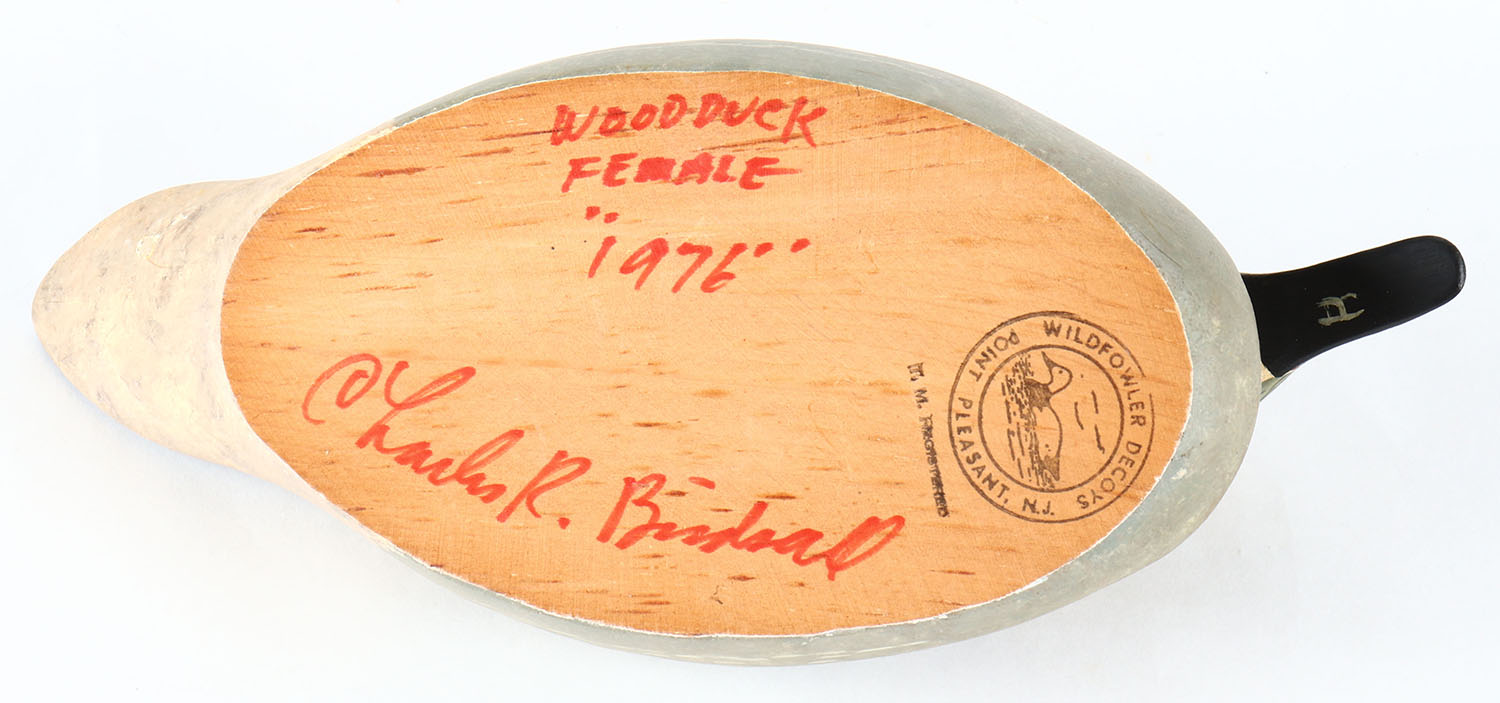 WOOD DUCK
FEMALE
"1976"
Charles R. Birdsall
WILDFOWLER DECOYS
POINT PLEASANT, N.J.
H